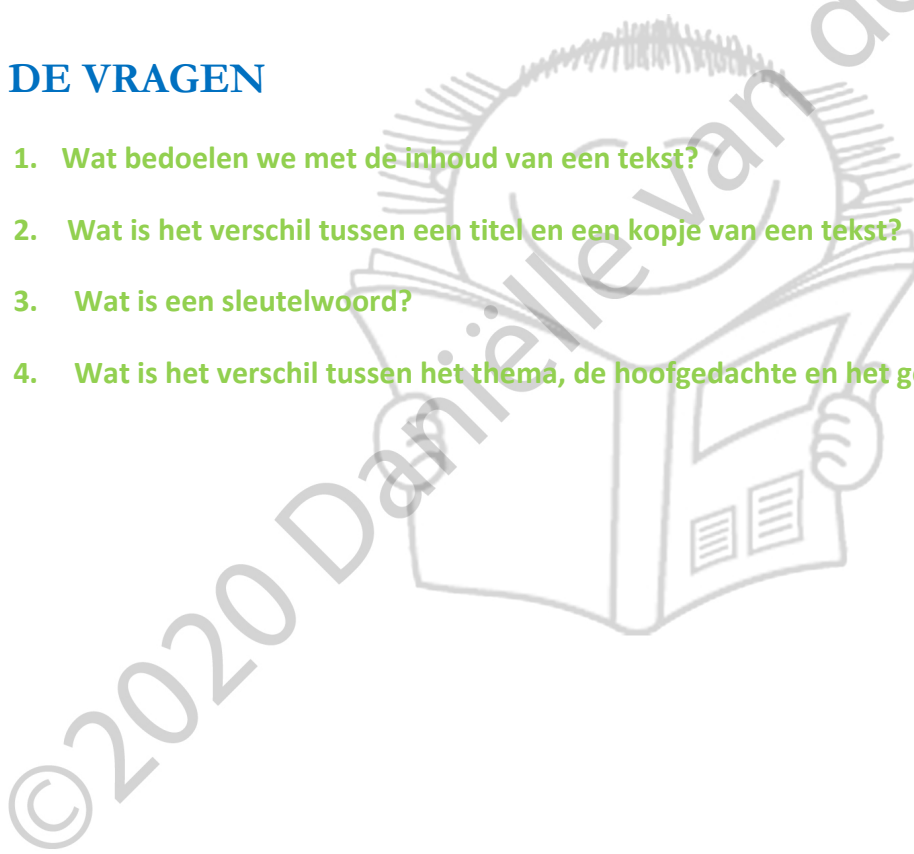 DE VRAGEN
1. Wat bedoelen we met de inhoud van een tekst?
2. Wat is het verschil tussen een titel en een kopje van een tekst?
3. Wat is een sleutelwoord?
4. Wat is het verschil tussen het thema, de hoofgedachte en het
©2020 Daniëlle van